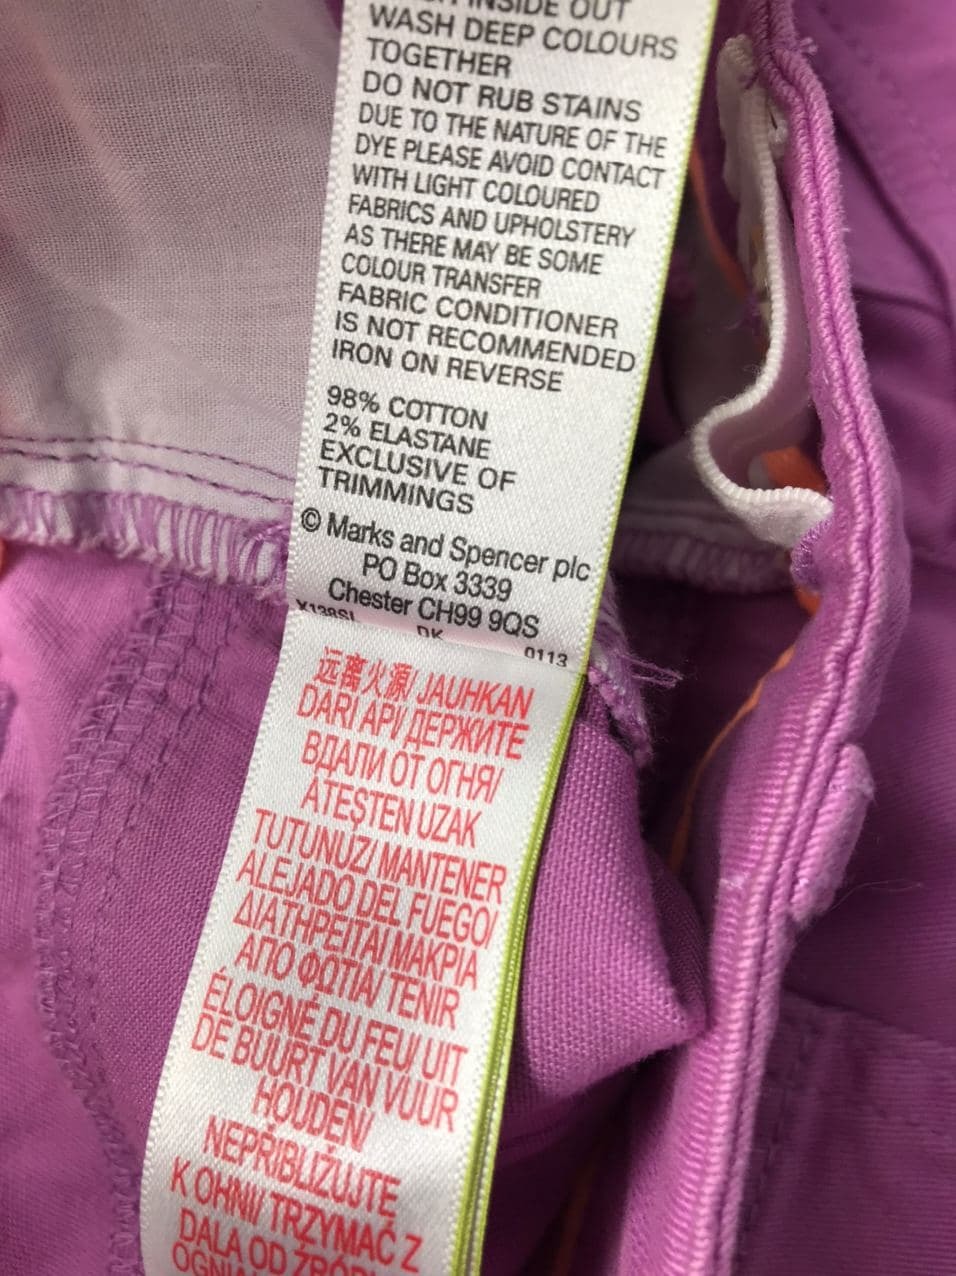 INSIDE OUT
WASH DEEP COLOURS
TOGETHER
DO NOT RUB STAINS
DUE TO THE NATURE OF THE
DYE PLEASE AVOID CONTACT
WITH LIGHT COLOURED
FABRICS AND UPHOLSTERY
AS THERE MAY BE SOME
COLOUR TRANSFER
FABRIC CONDITIONER
IS NOT RECOMMENDED
IRON ON REVERSE
98% COTTON
2% ELASTANE
EXCLUSIVE OF
TRIMMINGS
© Marks and Spencer plc
PO Box 3339
Chester CH99 9QS
DK
0113
远离火源/ JAUHKAN
DARI API/ ДЕРЖИТЕ
ВДАЛИ ОТ ОГНЯ/
ATEŞTEN UZAK
TUTUNUZ/ MANTENER
ALEJADO DEL FUEGO/
ΔΙΑΤΗΡΕΙΤΑΙ ΜΑΚΡΙΑ
ΑΠΟ ΦΩΤΙΑ/ TENIR
ÉLOIGNÉ DU FEU/ UIT
DE BUURT VAN VUUR
HOUDEN/
NEPŘIBLIŽUJTE
K OHNI/ TRZYMAĆ Z
DALA OD